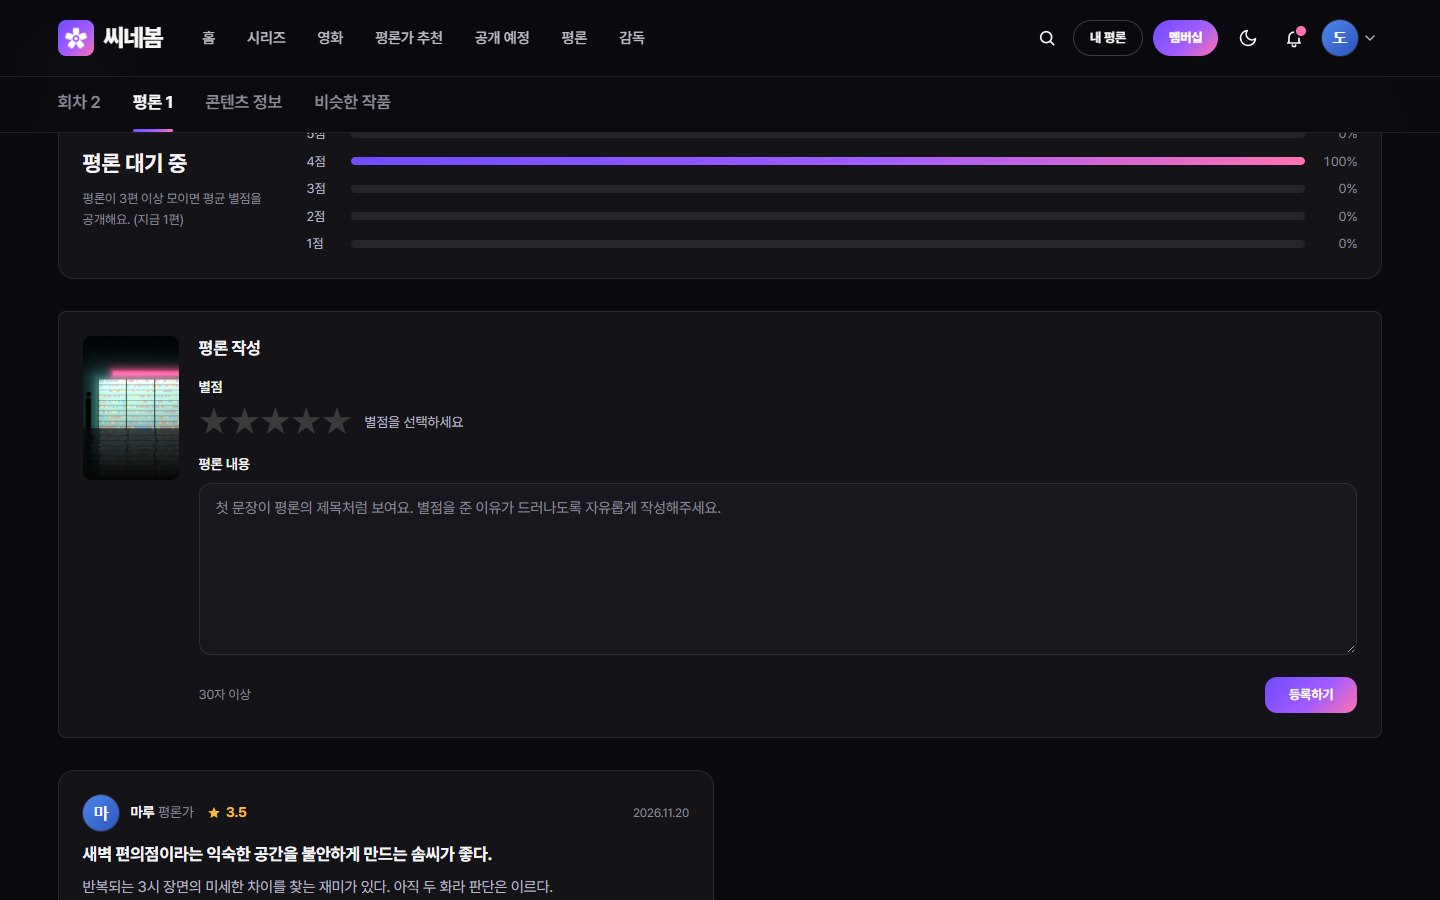 씨네봄 홈 시리즈 영화 평론가 추천 공개 예정 평론 감독 내 평론 멤버십 도
회차 2 평론 1 콘텐츠 정보 비슷한 작품
5점 0%
평론 대기 중
4점 100%
평론이 3편 이상 모이면 평균 별점을
공개해요. (지금 1편)
3점 0%
2점 0%
1점 0%
평론 작성
별점
★★★★★ 별점을 선택하세요
평론 내용
첫 문장이 평론의 제목처럼 보여요. 별점을 준 이유가 드러나도록 자유롭게 작성해주세요.
30자 이상 등록하기
마 마루 평론가 ★ 3.5 2026.11.20
새벽 편의점이라는 익숙한 공간을 불안하게 만드는 솜씨가 좋다.
반복되는 3시 장면의 미세한 차이를 찾는 재미가 있다. 아직 두 화라 판단은 이르다.